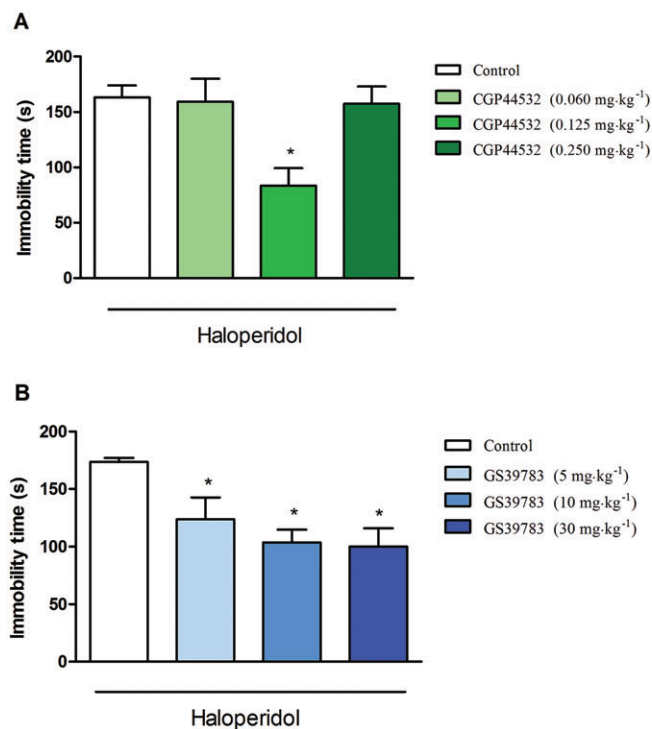 A
Immobility time (s)
200
150
100
50
0
*
Haloperidol
Control
CGP44532 (0.060 mg·kg⁻¹)
CGP44532 (0.125 mg·kg⁻¹)
CGP44532 (0.250 mg·kg⁻¹)
B
Immobility time (s)
200
150
100
50
0
* * *
Haloperidol
Control
GS39783 (5 mg·kg⁻¹)
GS39783 (10 mg·kg⁻¹)
GS39783 (30 mg·kg⁻¹)